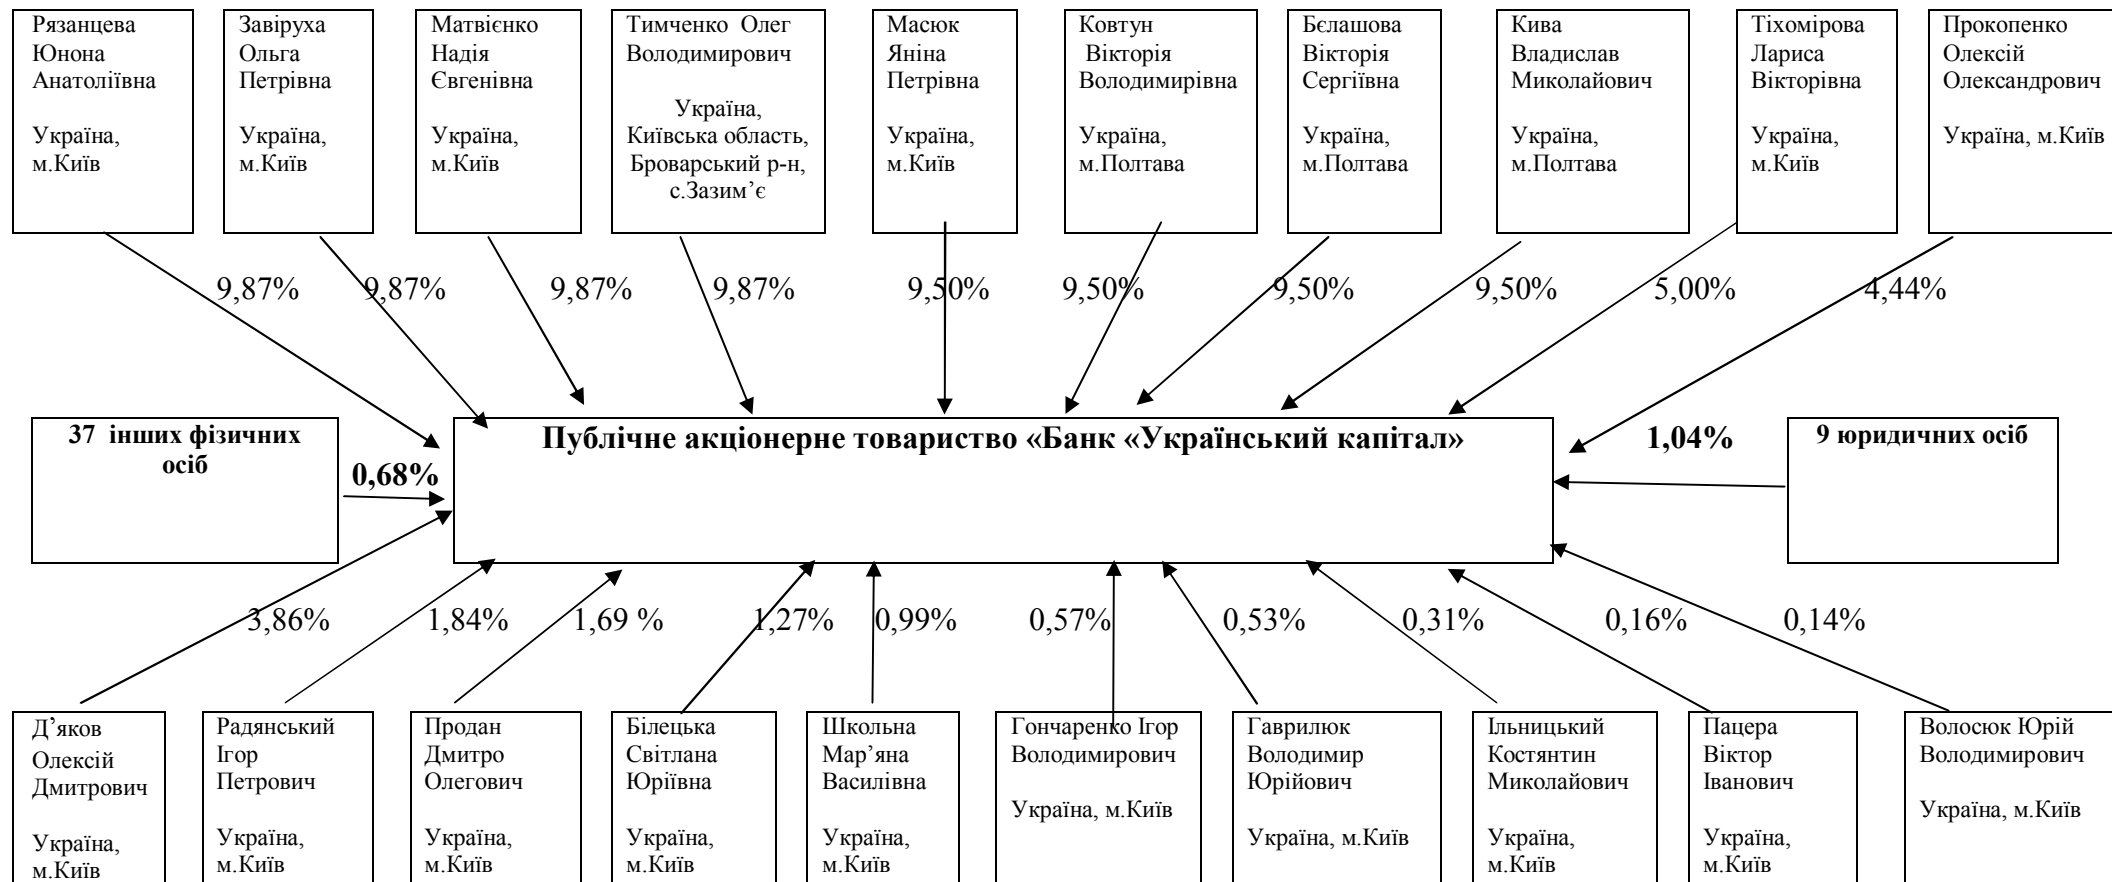 Рязанцева
Юнона
Анатоліївна
Україна,
м.Київ
Завіруха
Ольга
Петрівна
Україна,
м.Київ
Матвієнко
Надія
Євгенівна
Україна,
м.Київ
Тимченко Олег
Володимирович
Україна,
Київська область,
Броварський р-н,
с.Зазим’є
Масюк
Яніна
Петрівна
Україна,
м.Київ
Ковтун
Вікторія
Володимирівна
Україна,
м.Полтава
Бєлашова
Вікторія
Сергіївна
Україна,
м.Полтава
Кива
Владислав
Миколайович
Україна,
м.Полтава
Тіхомірова
Лариса
Вікторівна
Україна,
м.Київ
Прокопенко
Олексій
Олександрович
Україна, м.Київ
9,87%
9,87%
9,87%
9,87%
9,50%
9,50%
9,50%
9,50%
5,00%
4,44%
37 інших фізичних
осіб
0,68%
Публічне акціонерне товариство «Банк «Український капітал»
1,04%
9 юридичних осіб
3,86%
1,84%
1,69 %
1,27%
0,99%
0,57%
0,53%
0,31%
0,16%
0,14%
Д’яков
Олексій
Дмитрович
Україна,
м.Київ
Радянський
Ігор
Петрович
Україна,
м.Київ
Продан
Дмитро
Олегович
Україна,
м.Київ
Білецька
Світлана
Юріївна
Україна,
м.Київ
Школьна
Мар’яна
Василівна
Україна,
м.Київ
Гончаренко Ігор
Володимирович
Україна, м.Київ
Гаврилюк
Володимир
Юрійович
Україна, м.Київ
Ільницький
Костянтин
Миколайович
Україна,
м.Київ
Пацера
Віктор
Іванович
Україна,
м.Київ
Волосюк Юрій
Володимирович
Україна, м.Київ